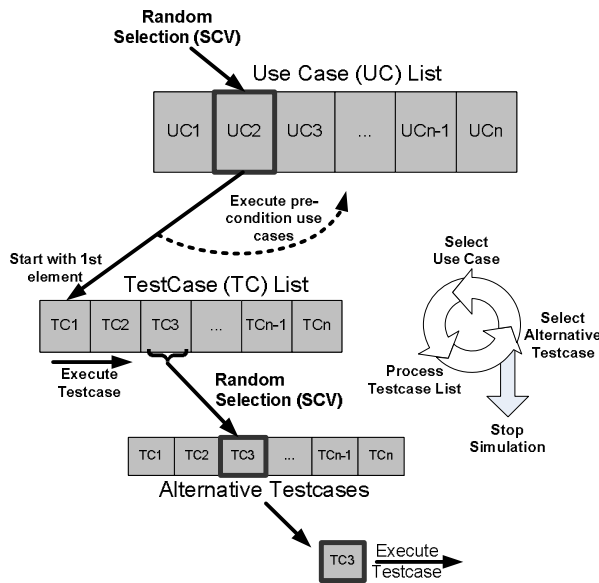 Random
Selection (SCV)
Use Case (UC) List
UC1 UC2 UC3 ... UCn-1 UCn
Execute pre-
condition use
cases
Start with 1st
element
TestCase (TC) List
TC1 TC2 TC3 ... TCn-1 TCn
Execute
Testcase
Select
Use Case
Select
Alternative
Testcase
Process
Testcase List
Stop
Simulation
Random
Selection (SCV)
TC1 TC2 TC3 ... TCn-1 TCn
Alternative Testcases
TC3
Execute
Testcase